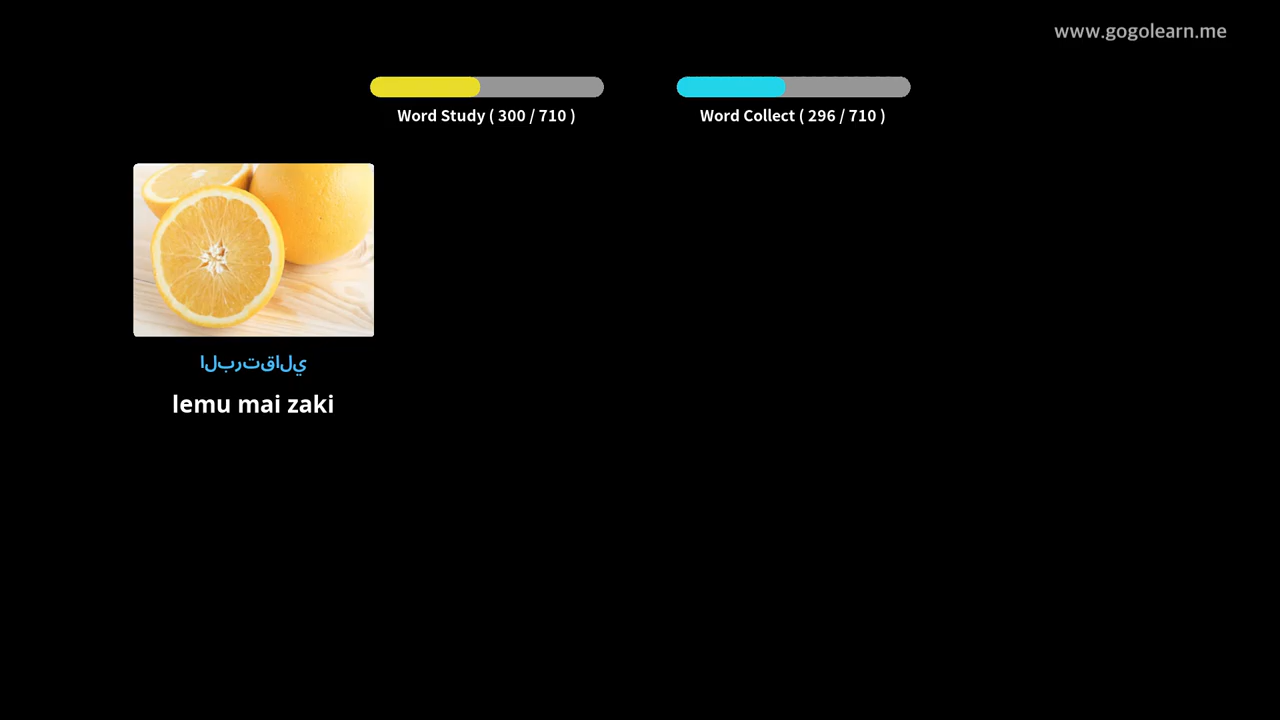 www.gogolearn.me
Word Study ( 300 / 710 )
Word Collect ( 296 / 710 )
البرتقالي
lemu mai zaki